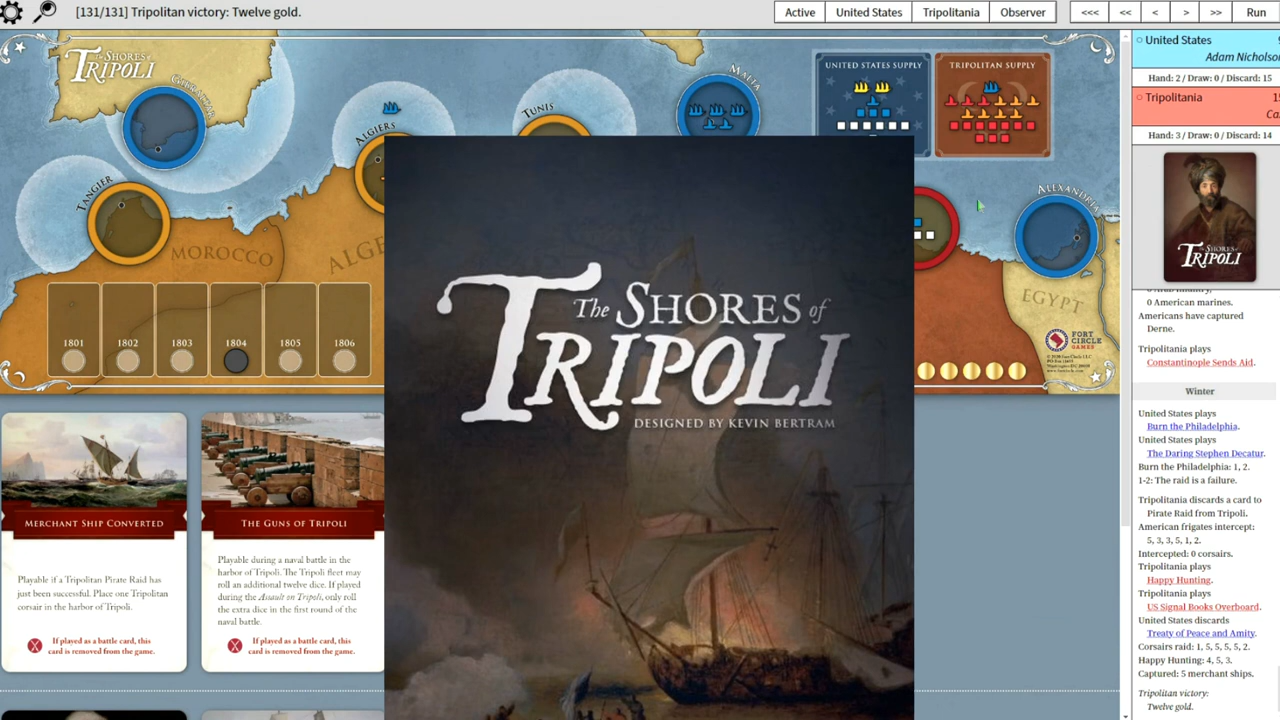 [131/131] Tripolitan victory: Twelve gold.
Active
United States
Tripolitania
Observer
<<<
<<
<
>
>>
Run
The SHORES of
TRIPOLI
GIBRALTAR
ALGIERS
TUNIS
MALTA
UNITED STATES SUPPLY
TRIPOLITAN SUPPLY
TANGIER
MOROCCO
ALGE
ALEXANDRIA
EGYPT
1801
1802
1803
1804
1805
1806
FORT
CIRCLE
GAMES
The SHORES of
TRIPOLI
DESIGNED BY KEVIN BERTRAM
MERCHANT SHIP CONVERTED
Playable if a Tripolitan Pirate Raid has
just been successful. Place one Tripolitan
corsair in the harbor of Tripoli.
If played as a battle card, this
card is removed from the game.
THE GUNS OF TRIPOLI
Playable during a naval battle in the
harbor of Tripoli. The Tripoli fleet may
roll an additional twelve dice. If played
during the Assault on Tripoli, only roll
the extra dice in the first round of the
naval battle.
If played as a battle card, this
card is removed from the game.
United States
Adam Nicholso
Hand: 2 / Draw: 0 / Discard: 15
Tripolitania
Ca
Hand: 3 / Draw: 0 / Discard: 14
The SHORES of
TRIPOLI
0 American marines.
Americans have captured
Derne.
Tripolitania plays
Constantinople Sends Aid.
Winter
United States plays
Burn the Philadelphia.
United States plays
The Daring Stephen Decatur.
Burn the Philadelphia: 1, 2.
1-2: The raid is a failure.
Tripolitania discards a card to
Pirate Raid from Tripoli.
American frigates intercept:
5, 3, 3, 5, 1, 2.
Intercepted: 0 corsairs.
Tripolitania plays
Happy Hunting.
Tripolitania plays
US Signal Books Overboard.
United States discards
Treaty of Peace and Amity.
Corsairs raid: 1, 5, 5, 5, 5, 2.
Happy Hunting: 4, 5, 3.
Captured: 5 merchant ships.
Tripolitan victory:
Twelve gold.